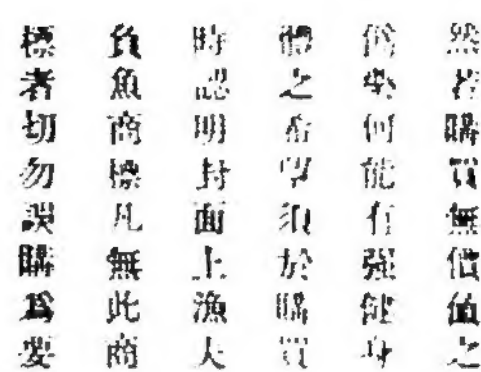 然若購買無價值之
僞藥何能有強健身
體之希望須於購買
時認明封面上漁夫
負魚商標凡無此商
標者切勿誤購爲要